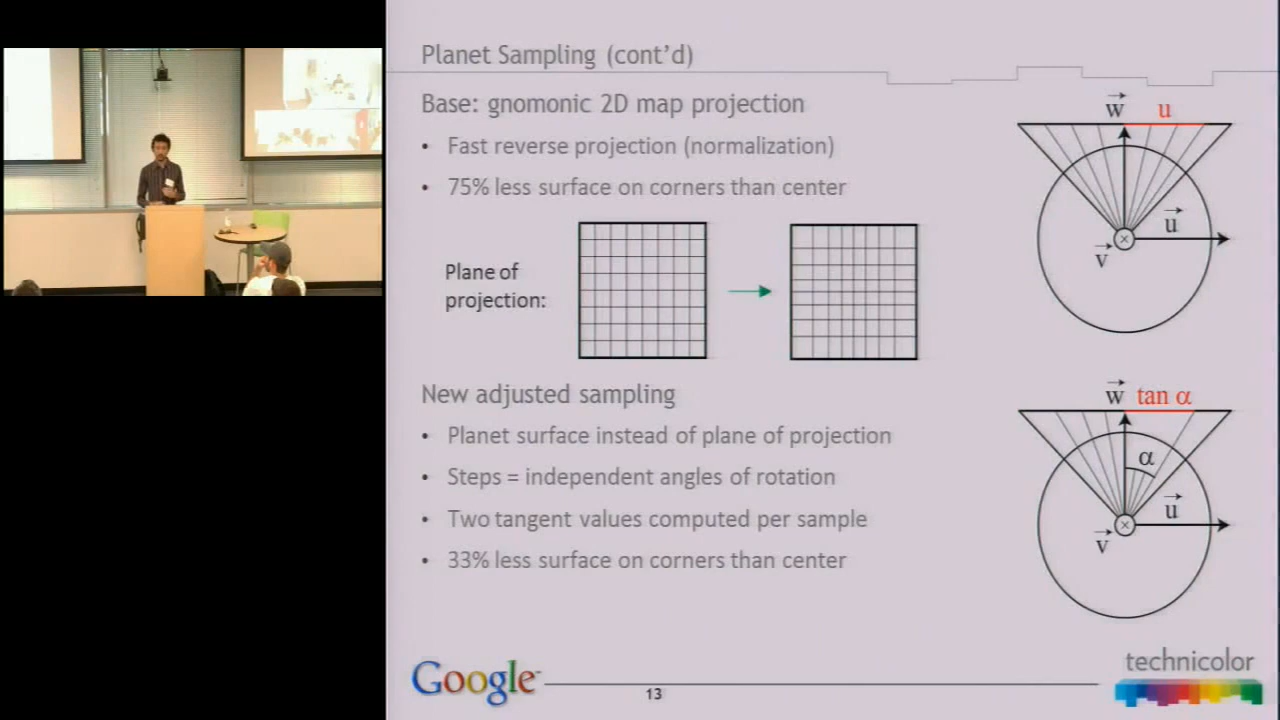 Planet Sampling (cont’d)
Base: gnomonic 2D map projection
• Fast reverse projection (normalization)
• 75% less surface on corners than center
Plane of
projection:
w
u
u
v
New adjusted sampling
• Planet surface instead of plane of projection
• Steps = independent angles of rotation
• Two tangent values computed per sample
• 33% less surface on corners than center
w
tan α
α
u
v
Google
13
technicolor